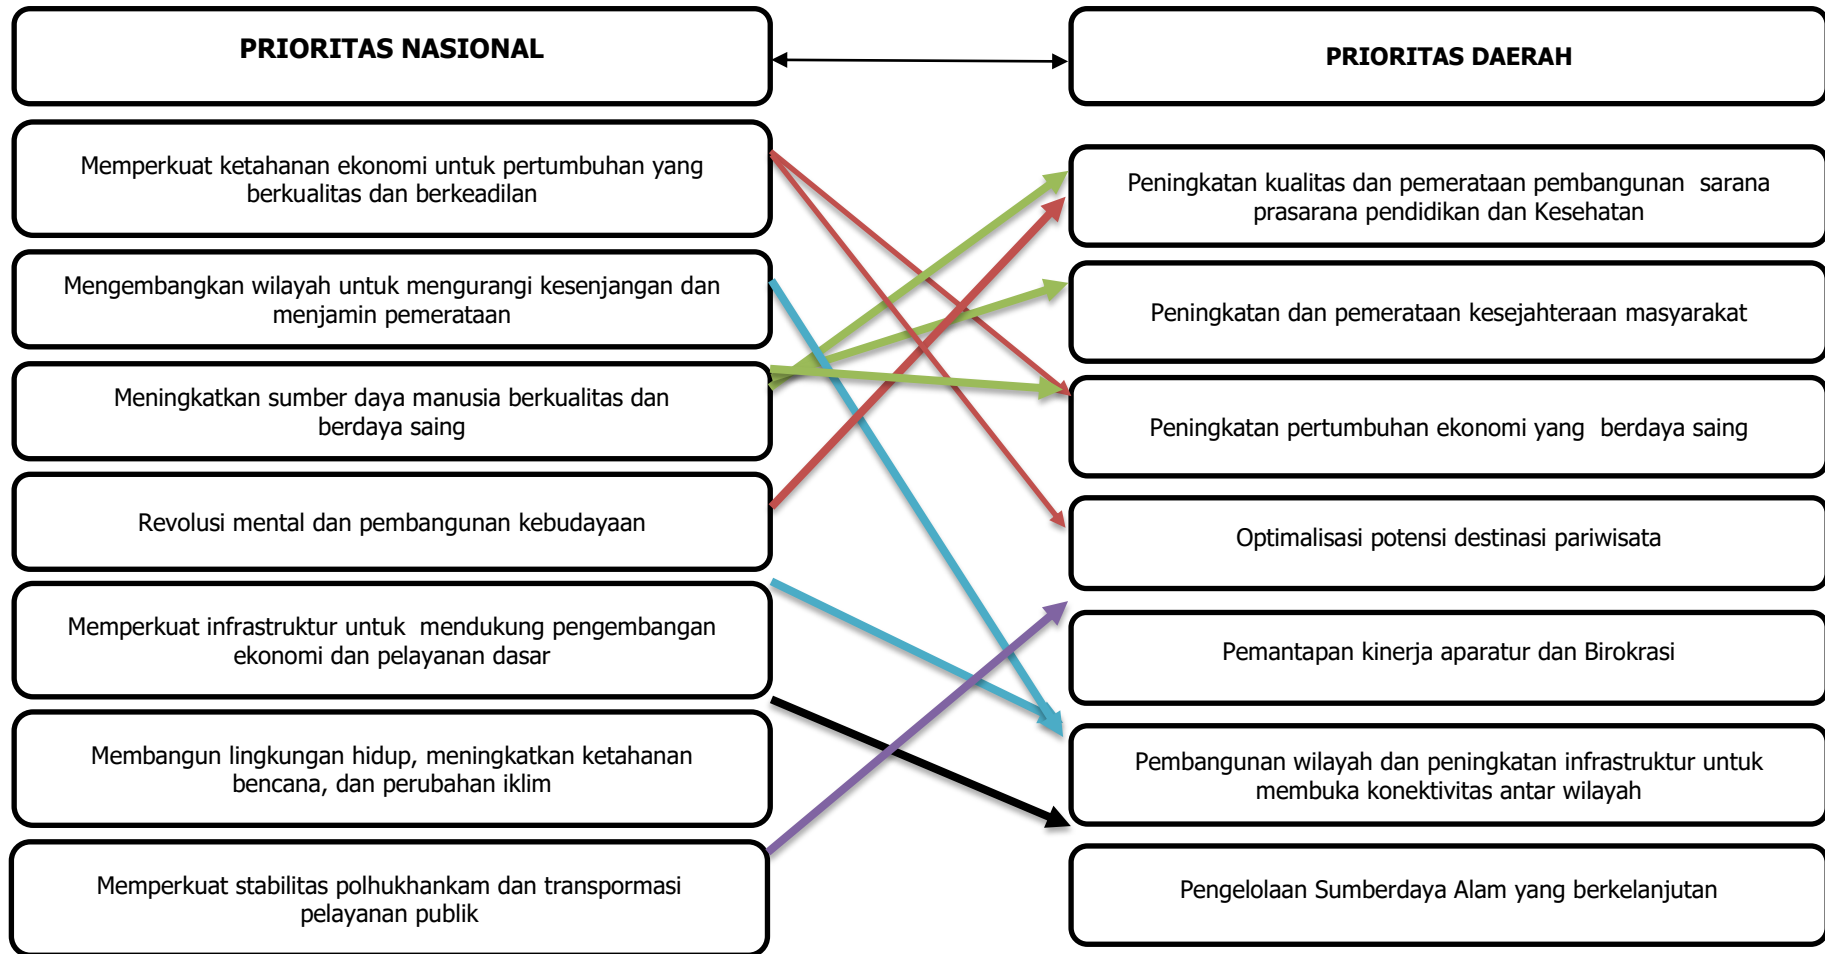 PRIORITAS NASIONAL
PRIORITAS DAERAH
Memperkuat ketahanan ekonomi untuk pertumbuhan yang
berkualitas dan berkeadilan
Mengembangkan wilayah untuk mengurangi kesenjangan dan
menjamin pemerataan
Meningkatkan sumber daya manusia berkualitas dan
berdaya saing
Revolusi mental dan pembangunan kebudayaan
Memperkuat infrastruktur untuk mendukung pengembangan
ekonomi dan pelayanan dasar
Membangun lingkungan hidup, meningkatkan ketahanan
bencana, dan perubahan iklim
Memperkuat stabilitas polhukhankam dan transpormasi
pelayanan publik
Peningkatan kualitas dan pemerataan pembangunan sarana
prasarana pendidikan dan Kesehatan
Peningkatan dan pemerataan kesejahteraan masyarakat
Peningkatan pertumbuhan ekonomi yang berdaya saing
Optimalisasi potensi destinasi pariwisata
Pemantapan kinerja aparatur dan Birokrasi
Pembangunan wilayah dan peningkatan infrastruktur untuk
membuka konektivitas antar wilayah
Pengelolaan Sumberdaya Alam yang berkelanjutan